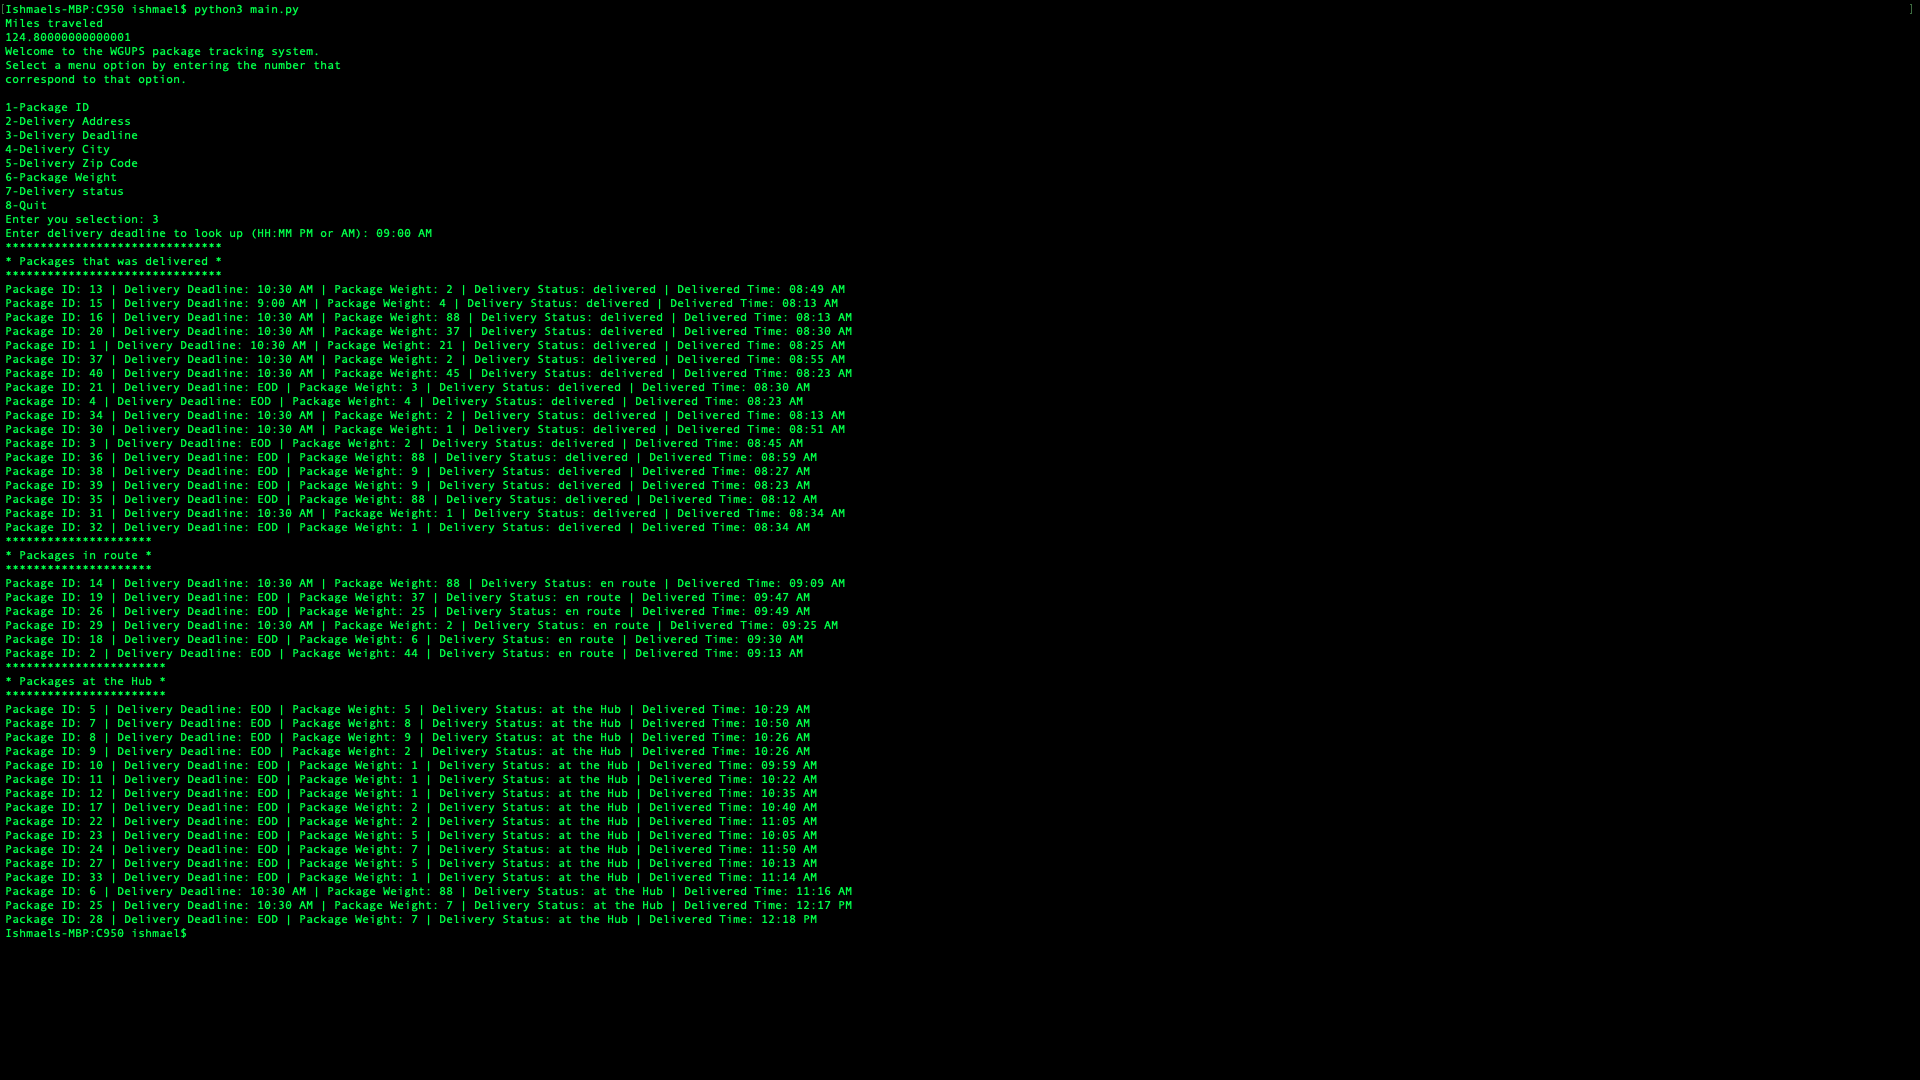 [Ishmaels-MBP:C950 ishmael$ python3 main.py ]
Miles traveled
124.80000000000001
Welcome to the WGUPS package tracking system.
Select a menu option by entering the number that
correspond to that option.
1-Package ID
2-Delivery Address
3-Delivery Deadline
4-Delivery City
5-Delivery Zip Code
6-Package Weight
7-Delivery status
8-Quit
Enter you selection: 3
Enter delivery deadline to look up (HH:MM PM or AM): 09:00 AM
*******************************
* Packages that was delivered *
*******************************
Package ID: 13 | Delivery Deadline: 10:30 AM | Package Weight: 2 | Delivery Status: delivered | Delivered Time: 08:49 AM
Package ID: 15 | Delivery Deadline: 9:00 AM | Package Weight: 4 | Delivery Status: delivered | Delivered Time: 08:13 AM
Package ID: 16 | Delivery Deadline: 10:30 AM | Package Weight: 88 | Delivery Status: delivered | Delivered Time: 08:13 AM
Package ID: 20 | Delivery Deadline: 10:30 AM | Package Weight: 37 | Delivery Status: delivered | Delivered Time: 08:30 AM
Package ID: 1 | Delivery Deadline: 10:30 AM | Package Weight: 21 | Delivery Status: delivered | Delivered Time: 08:25 AM
Package ID: 37 | Delivery Deadline: 10:30 AM | Package Weight: 2 | Delivery Status: delivered | Delivered Time: 08:55 AM
Package ID: 40 | Delivery Deadline: 10:30 AM | Package Weight: 45 | Delivery Status: delivered | Delivered Time: 08:23 AM
Package ID: 21 | Delivery Deadline: EOD | Package Weight: 3 | Delivery Status: delivered | Delivered Time: 08:30 AM
Package ID: 4 | Delivery Deadline: EOD | Package Weight: 4 | Delivery Status: delivered | Delivered Time: 08:23 AM
Package ID: 34 | Delivery Deadline: 10:30 AM | Package Weight: 2 | Delivery Status: delivered | Delivered Time: 08:13 AM
Package ID: 30 | Delivery Deadline: 10:30 AM | Package Weight: 1 | Delivery Status: delivered | Delivered Time: 08:51 AM
Package ID: 3 | Delivery Deadline: EOD | Package Weight: 2 | Delivery Status: delivered | Delivered Time: 08:45 AM
Package ID: 36 | Delivery Deadline: EOD | Package Weight: 88 | Delivery Status: delivered | Delivered Time: 08:59 AM
Package ID: 38 | Delivery Deadline: EOD | Package Weight: 9 | Delivery Status: delivered | Delivered Time: 08:27 AM
Package ID: 39 | Delivery Deadline: EOD | Package Weight: 9 | Delivery Status: delivered | Delivered Time: 08:23 AM
Package ID: 35 | Delivery Deadline: EOD | Package Weight: 88 | Delivery Status: delivered | Delivered Time: 08:12 AM
Package ID: 31 | Delivery Deadline: 10:30 AM | Package Weight: 1 | Delivery Status: delivered | Delivered Time: 08:34 AM
Package ID: 32 | Delivery Deadline: EOD | Package Weight: 1 | Delivery Status: delivered | Delivered Time: 08:34 AM
*********************
* Packages in route *
*********************
Package ID: 14 | Delivery Deadline: 10:30 AM | Package Weight: 88 | Delivery Status: en route | Delivered Time: 09:09 AM
Package ID: 19 | Delivery Deadline: EOD | Package Weight: 37 | Delivery Status: en route | Delivered Time: 09:47 AM
Package ID: 26 | Delivery Deadline: EOD | Package Weight: 25 | Delivery Status: en route | Delivered Time: 09:49 AM
Package ID: 29 | Delivery Deadline: 10:30 AM | Package Weight: 2 | Delivery Status: en route | Delivered Time: 09:25 AM
Package ID: 18 | Delivery Deadline: EOD | Package Weight: 6 | Delivery Status: en route | Delivered Time: 09:30 AM
Package ID: 2 | Delivery Deadline: EOD | Package Weight: 44 | Delivery Status: en route | Delivered Time: 09:13 AM
***********************
* Packages at the Hub *
***********************
Package ID: 5 | Delivery Deadline: EOD | Package Weight: 5 | Delivery Status: at the Hub | Delivered Time: 10:29 AM
Package ID: 7 | Delivery Deadline: EOD | Package Weight: 8 | Delivery Status: at the Hub | Delivered Time: 10:50 AM
Package ID: 8 | Delivery Deadline: EOD | Package Weight: 9 | Delivery Status: at the Hub | Delivered Time: 10:26 AM
Package ID: 9 | Delivery Deadline: EOD | Package Weight: 2 | Delivery Status: at the Hub | Delivered Time: 10:26 AM
Package ID: 10 | Delivery Deadline: EOD | Package Weight: 1 | Delivery Status: at the Hub | Delivered Time: 09:59 AM
Package ID: 11 | Delivery Deadline: EOD | Package Weight: 1 | Delivery Status: at the Hub | Delivered Time: 10:22 AM
Package ID: 12 | Delivery Deadline: EOD | Package Weight: 1 | Delivery Status: at the Hub | Delivered Time: 10:35 AM
Package ID: 17 | Delivery Deadline: EOD | Package Weight: 2 | Delivery Status: at the Hub | Delivered Time: 10:40 AM
Package ID: 22 | Delivery Deadline: EOD | Package Weight: 2 | Delivery Status: at the Hub | Delivered Time: 11:05 AM
Package ID: 23 | Delivery Deadline: EOD | Package Weight: 5 | Delivery Status: at the Hub | Delivered Time: 10:05 AM
Package ID: 24 | Delivery Deadline: EOD | Package Weight: 7 | Delivery Status: at the Hub | Delivered Time: 11:50 AM
Package ID: 27 | Delivery Deadline: EOD | Package Weight: 5 | Delivery Status: at the Hub | Delivered Time: 10:13 AM
Package ID: 33 | Delivery Deadline: EOD | Package Weight: 1 | Delivery Status: at the Hub | Delivered Time: 11:14 AM
Package ID: 6 | Delivery Deadline: 10:30 AM | Package Weight: 88 | Delivery Status: at the Hub | Delivered Time: 11:16 AM
Package ID: 25 | Delivery Deadline: 10:30 AM | Package Weight: 7 | Delivery Status: at the Hub | Delivered Time: 12:17 PM
Package ID: 28 | Delivery Deadline: EOD | Package Weight: 7 | Delivery Status: at the Hub | Delivered Time: 12:18 PM
Ishmaels-MBP:C950 ishmael$